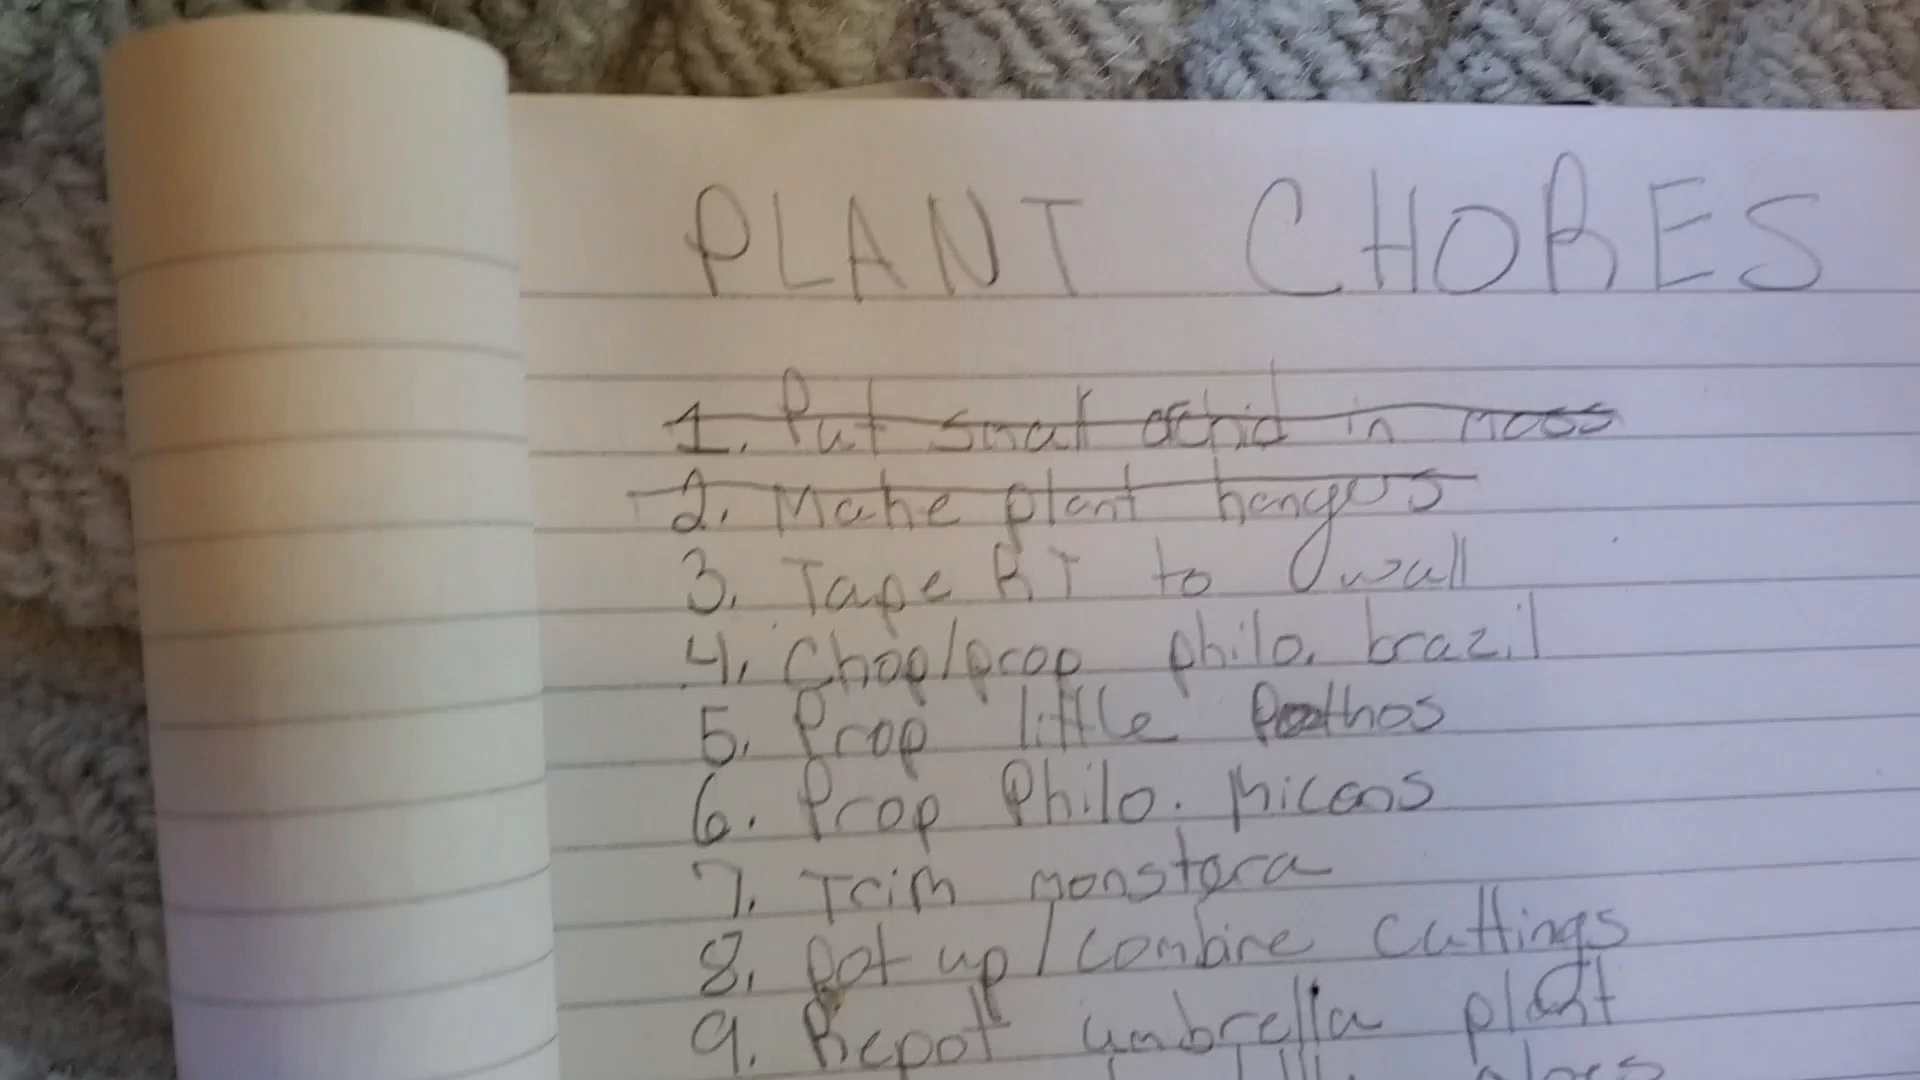 PLANT CHORES
1. Put small orchid in moss
2. Make plant hangers
3. Tape RT to wall
4. Chop/prop philo. brazil
5. Prop little Pothos
6. Prop Philo. Micans
7. Trim monstera
8. Pot up/combine cuttings
9. Repot umbrella plant